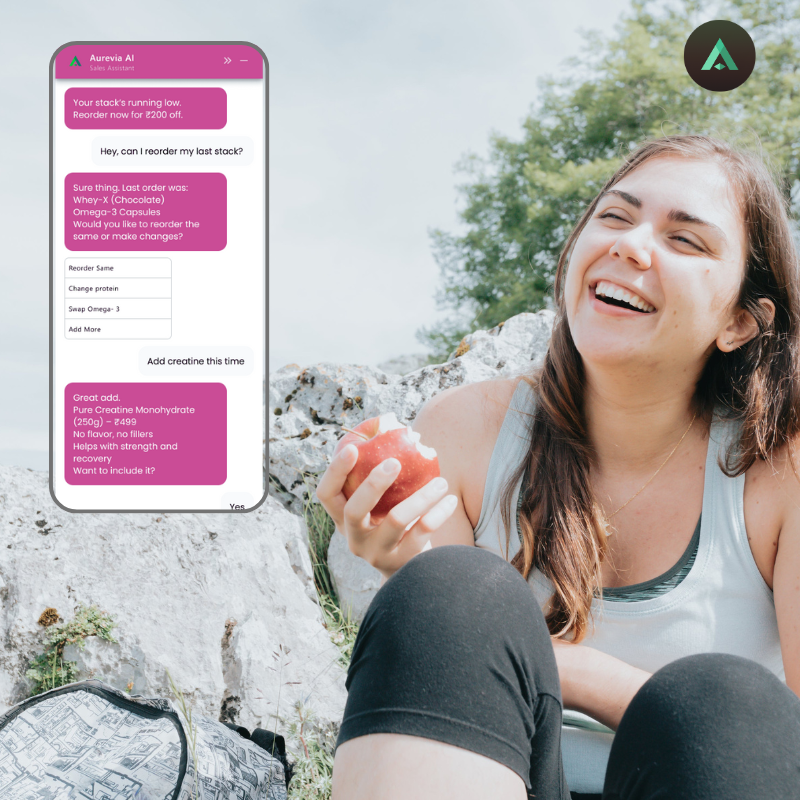 Aurevia AI
Sales Assistant
Your stack's running low.
Reorder now for ₹200 off.
Hey, can I reorder my last stack?
Sure thing. Last order was:
Whey-X (Chocolate)
Omega-3 Capsules
Would you like to reorder the
same or make changes?
Reorder Same
Change protein
Swap Omega- 3
Add More
Add creatine this time
Great add.
Pure Creatine Monohydrate
(250g) – ₹499
No flavor, no fillers
Helps with strength and
recovery
Want to include it?
Yes